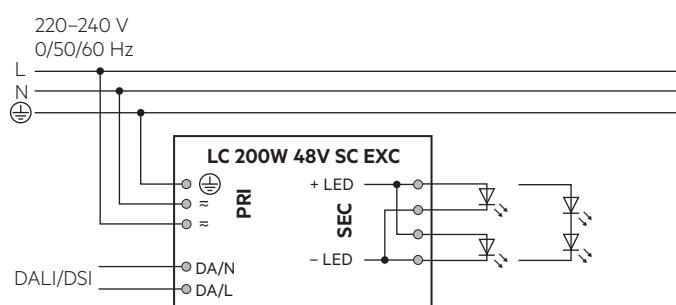 220–240 V
0/50/60 Hz
L
N
LC 200W 48V SC EXC
PRI
≈
≈
+ LED
SEC
– LED
DALI/DSI
DA/N
DA/L